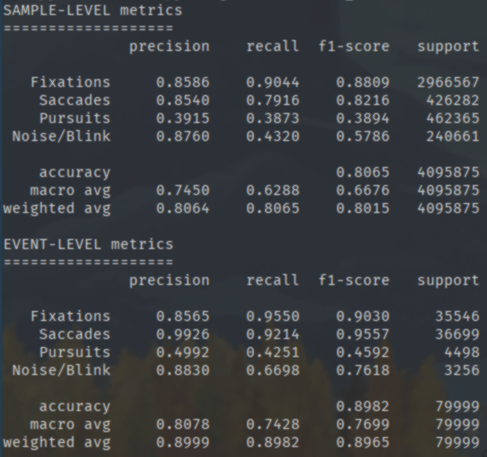 SAMPLE-LEVEL metrics
===================
precision recall f1-score support
Fixations 0.8586 0.9044 0.8809 2966567
Saccades 0.8540 0.7916 0.8216 426282
Pursuits 0.3915 0.3873 0.3894 462365
Noise/Blink 0.8760 0.4320 0.5786 240661
accuracy 0.8065 4095875
macro avg 0.7450 0.6288 0.6676 4095875
weighted avg 0.8064 0.8065 0.8015 4095875
EVENT-LEVEL metrics
===================
precision recall f1-score support
Fixations 0.8565 0.9550 0.9030 35546
Saccades 0.9926 0.9214 0.9557 36699
Pursuits 0.4992 0.4251 0.4592 4498
Noise/Blink 0.8830 0.6698 0.7618 3256
accuracy 0.8982 79999
macro avg 0.8078 0.7428 0.7699 79999
weighted avg 0.8999 0.8982 0.8965 79999